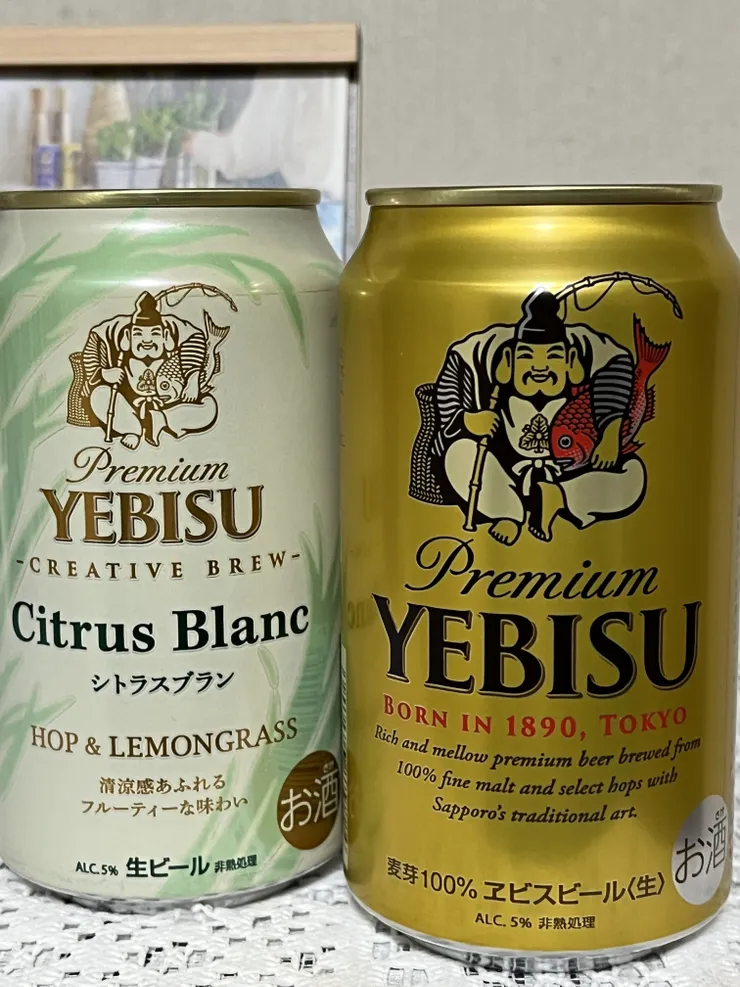 Premium
YEBISU
-CREATIVE BREW-
Citrus Blanc
シトラスブラン
HOP & LEMONGRASS
清涼感あふれる
フルーティーな味わい
お酒
ALC.5% 生ビール 非熱処理
Premium
YEBISU
BORN IN 1890, TOKYO
Rich and mellow premium beer brewed from
100% fine malt and select hops with
Sapporo's traditional art.
お酒
麦芽100% ヱビスビール〈生〉
ALC. 5% 非熱処理